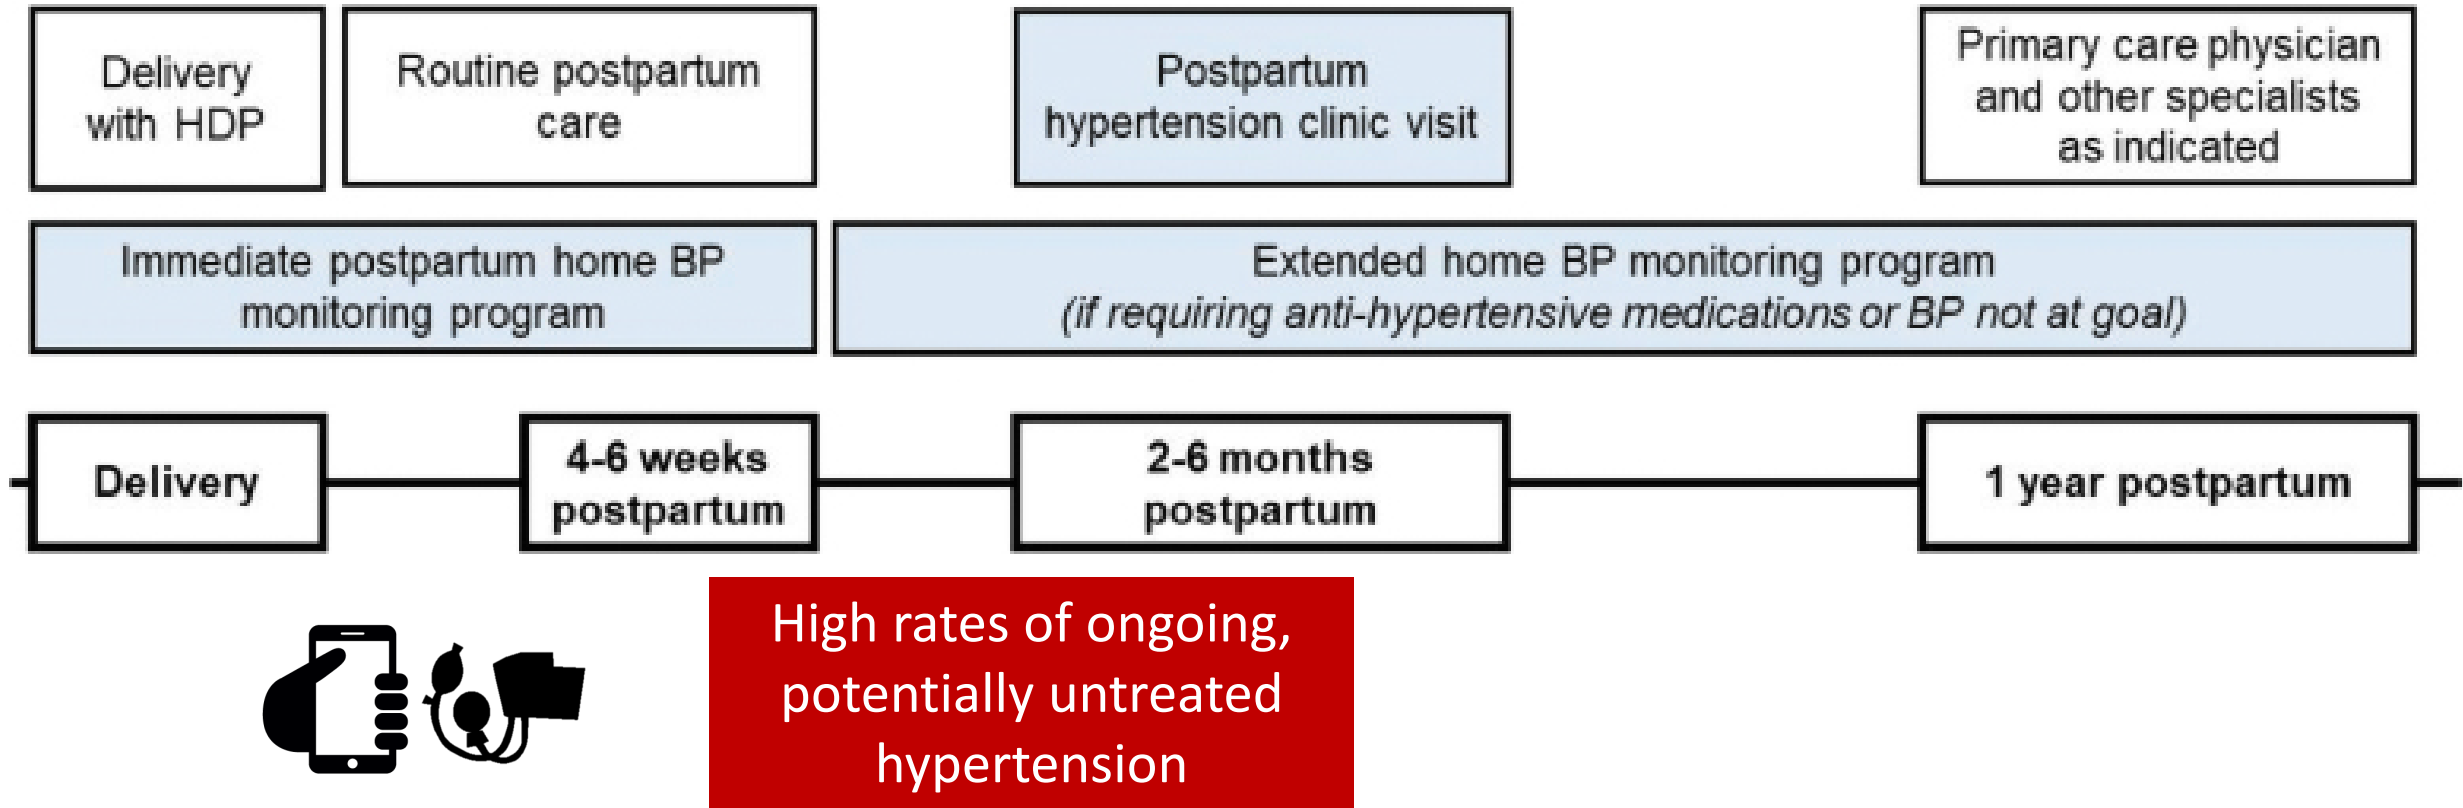 Delivery
with HDP
Routine postpartum
care
Postpartum
hypertension clinic visit
Primary care physician
and other specialists
as indicated
Immediate postpartum home BP
monitoring program
Extended home BP monitoring program
(if requiring anti-hypertensive medications or BP not at goal)
Delivery
4-6 weeks
postpartum
2-6 months
postpartum
1 year postpartum
High rates of ongoing,
potentially untreated
hypertension